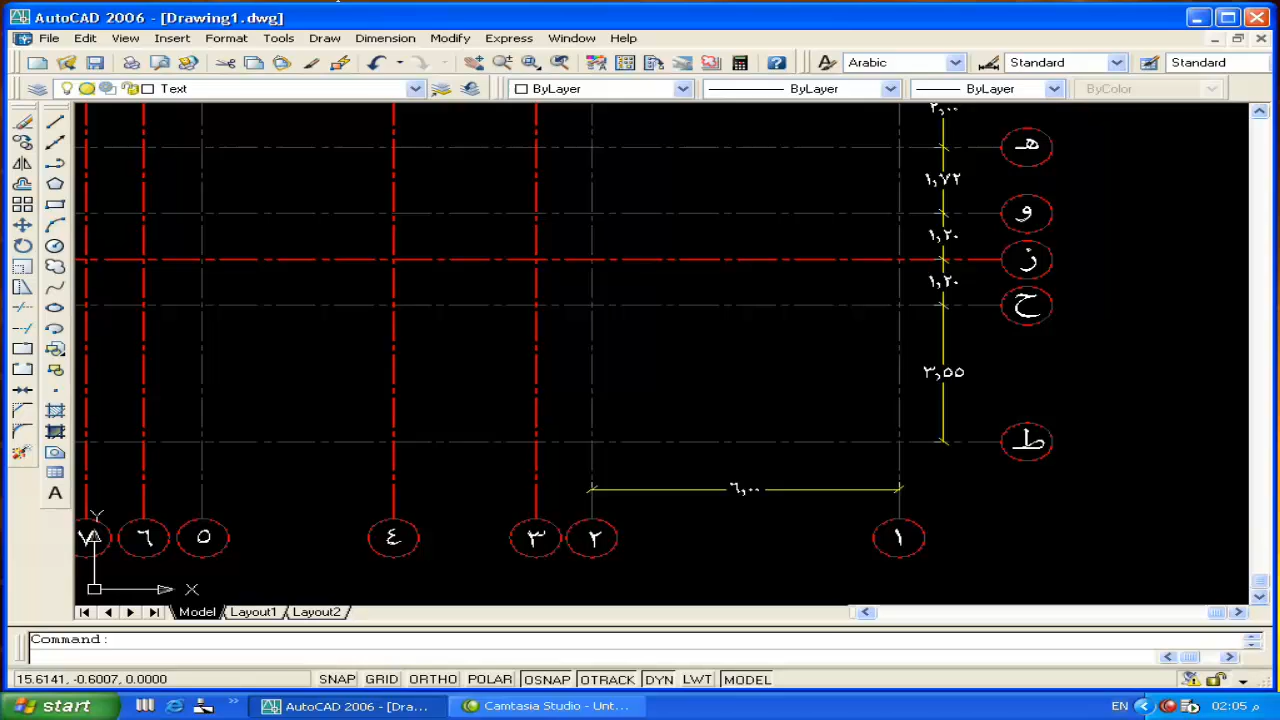 AutoCAD 2006 - [Drawing1.dwg]
File Edit View Insert Format Tools Draw Dimension Modify Express Window Help
Arabic Standard Standard
Text ByLayer ByLayer ByLayer ByColor
٢,٠٠
هـ
١,٧٢
و
١,٢٠
ز
١,٢٠
ح
٣,٥٥
ط
٦,٠٠
٧ ٦ ٥ ٤ ٣ ٢ ١
Y
X
Model Layout1 Layout2
Command:
15.6141, -0.6007, 0.0000 SNAP GRID ORTHO POLAR OSNAP OTRACK DYN LWT MODEL
start AutoCAD 2006 - [Dra... Camtasia Studio - Unt... EN 02:05 م